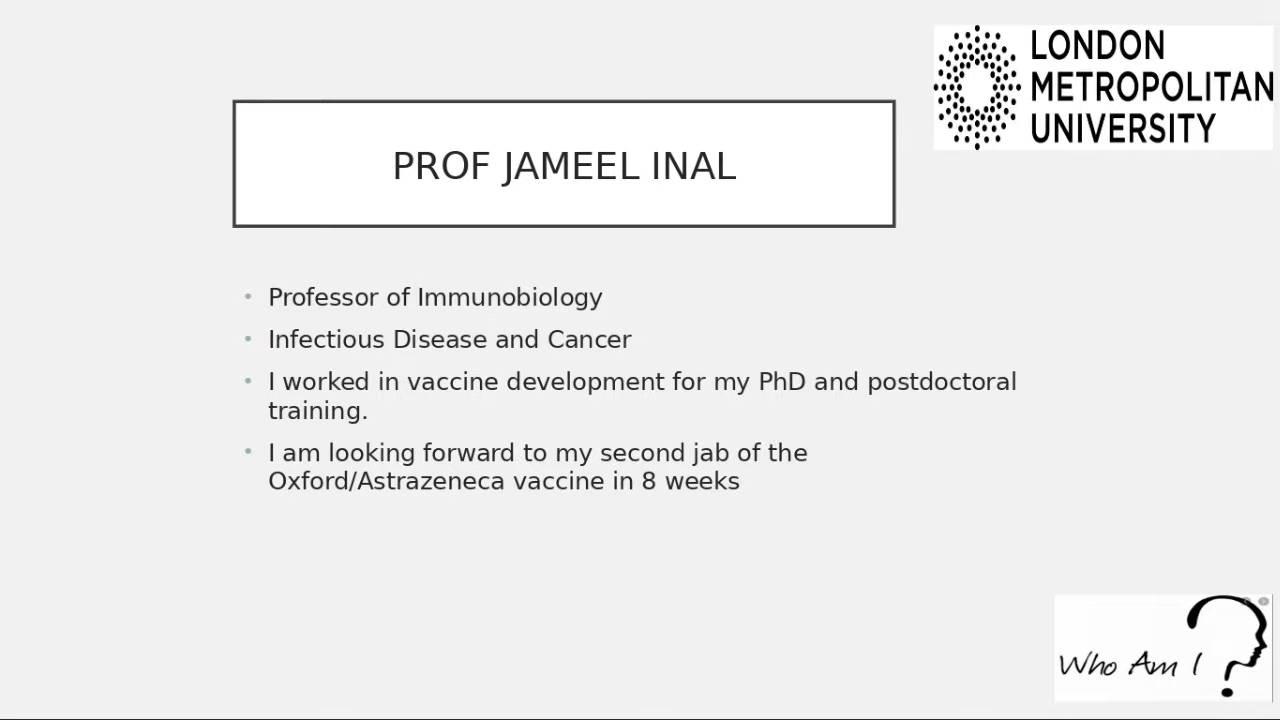 LONDON
METROPOLITAN
UNIVERSITY
PROF JAMEEL INAL
• Professor of Immunobiology
• Infectious Disease and Cancer
• I worked in vaccine development for my PhD and postdoctoral
training.
• I am looking forward to my second jab of the
Oxford/Astrazeneca vaccine in 8 weeks
Who Am I ?